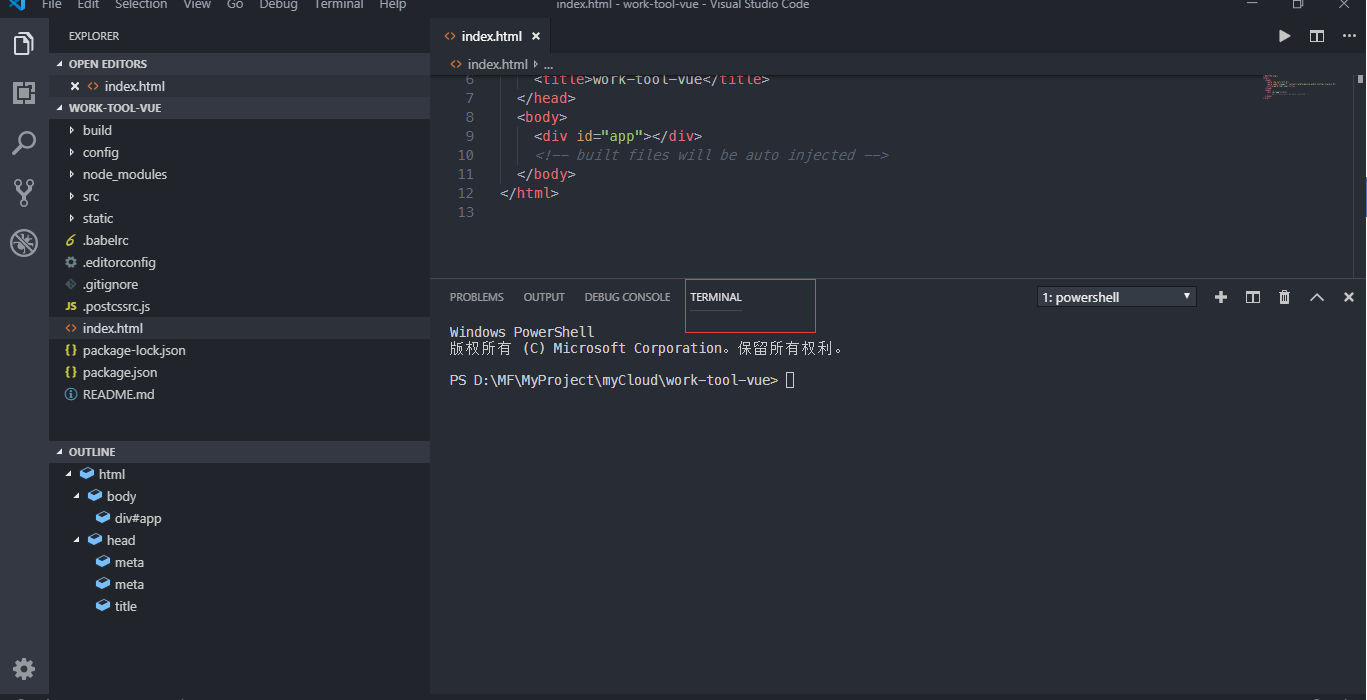 File Edit Selection View Go Debug Terminal Help
index.html - work-tool-vue - Visual Studio Code
EXPLORER
OPEN EDITORS
index.html
WORK-TOOL-VUE
build
config
node_modules
src
static
.babelrc
.editorconfig
.gitignore
JS .postcssrc.js
index.html
{} package-lock.json
{} package.json
README.md
OUTLINE
html
body
div#app
head
meta
meta
title
index.html
index.html ...
6 <title>work-tool-vue</title>
7 </head>
8 <body>
9 <div id="app"></div>
10 <!-- built files will be auto injected -->
11 </body>
12 </html>
13
PROBLEMS OUTPUT DEBUG CONSOLE TERMINAL
1: powershell
Windows PowerShell
版权所有 (C) Microsoft Corporation。保留所有权利。
PS D:\MF\MyProject\myCloud\work-tool-vue>